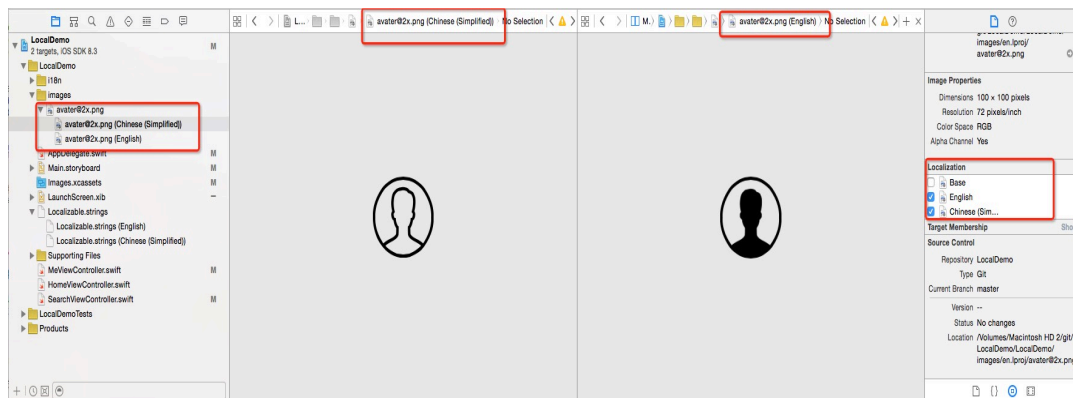 L...
avater@2x.png (Chinese (Simplified))
No Selection
M.
avater@2x.png (English)
No Selection
LocalDemo
M
2 targets, iOS SDK 8.3
LocalDemo
i18n
images
avater@2x.png
avater@2x.png (Chinese (Simplified))
avater@2x.png (English)
AppDelegate.swift
M
Main.storyboard
M
Images.xcassets
M
LaunchScreen.xib
Localizable.strings
Localizable.strings (English)
Localizable.strings (Chinese (Simplified))
Supporting Files
MeViewController.swift
M
HomeViewController.swift
SearchViewController.swift
M
LocalDemoTests
Products
images/en.lproj/
avater@2x.png
Image Properties
Dimensions 100 × 100 pixels
Resolution 72 pixels/inch
Color Space RGB
Alpha Channel Yes
Localization
Base
English
Chinese (Sim...
Target Membership Sho
Source Control
Repository LocalDemo
Type Git
Current Branch master
Version --
Status No changes
Location /Volumes/Macintosh HD 2/git/
LocalDemo/LocalDemo/
images/en.lproj/avater@2x.png